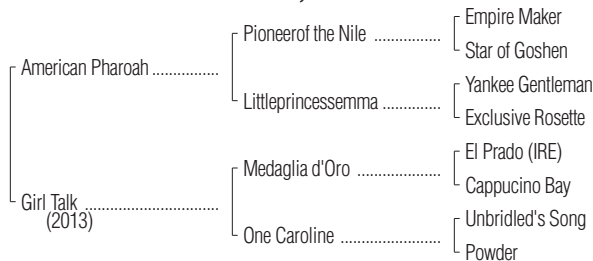 Empire Maker
Pioneerof the Nile ................
Star of Goshen
American Pharoah ................
Yankee Gentleman
Littleprincessemma ..............
Exclusive Rosette
El Prado (IRE)
Medaglia d'Oro ....................
Cappucino Bay
Girl Talk ................................
(2013)
Unbridled's Song
One Caroline ........................
Powder